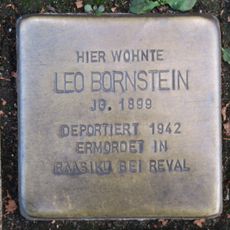 HIER WOHNTE
LEO BORNSTEIN
JG. 1899
DEPORTIERT 1942
ERMORDET IN
RAASIKU BEI REVAL